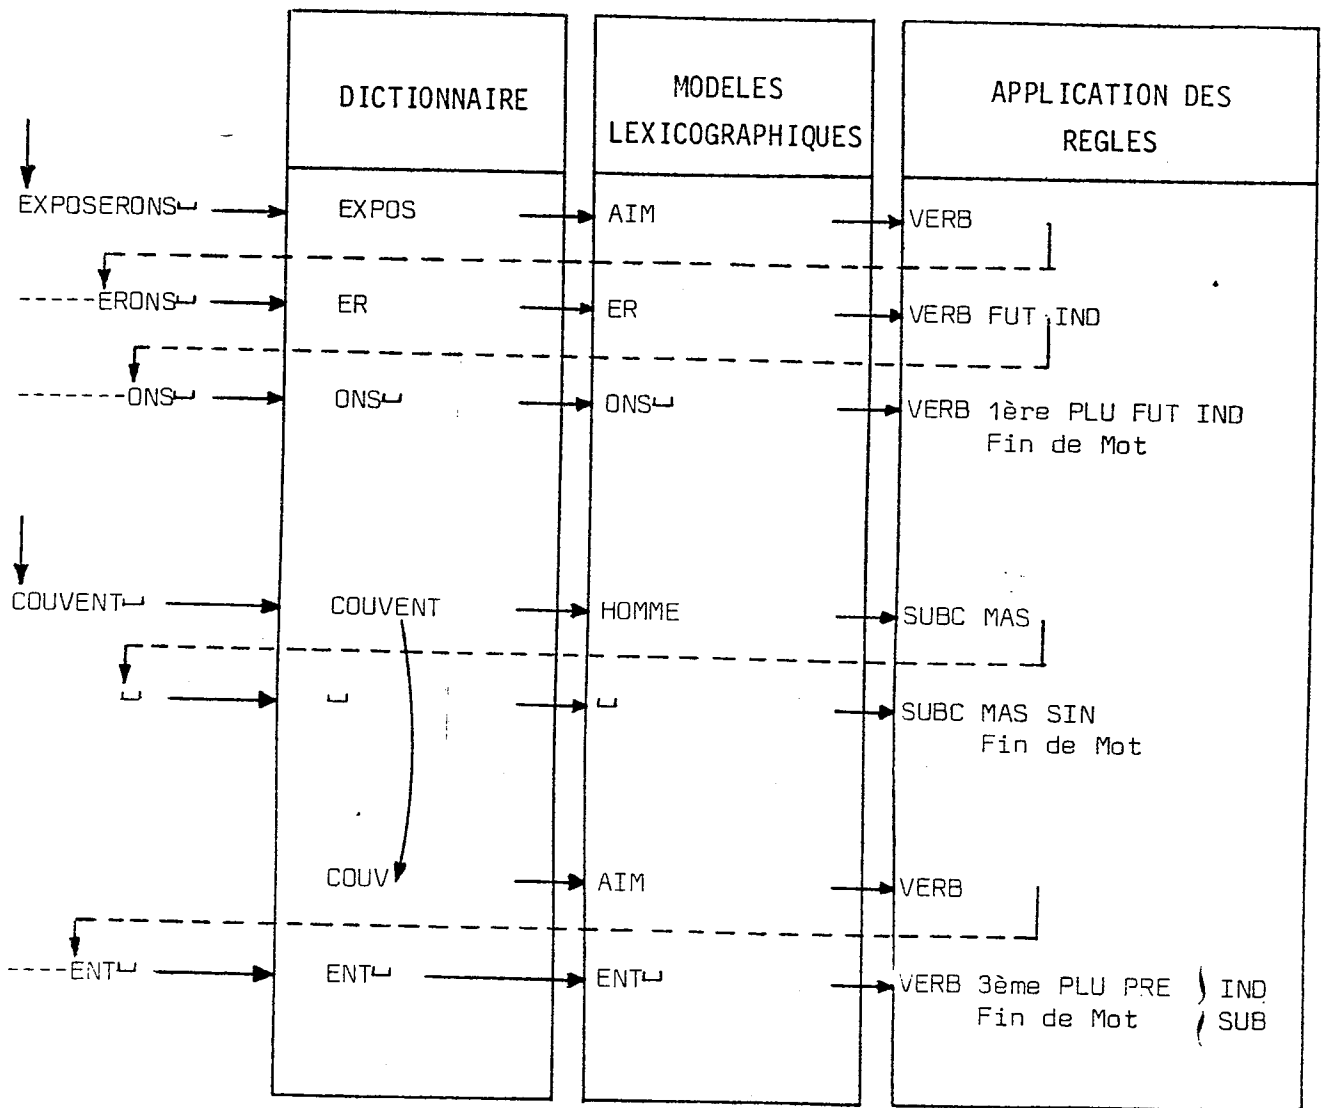 DICTIONNAIRE
MODELES
LEXICOGRAPHIQUES
APPLICATION DES
REGLES
EXPOSERONS⎵ EXPOS AIM VERB
-----ERONS⎵ ER ER VERB FUT IND
-------ONS⎵ ONS⎵ ONS⎵ VERB 1ère PLU FUT IND
Fin de Mot
COUVENT⎵ COUVENT HOMME SUBC MAS
⎵ ⎵ ⎵ SUBC MAS SIN
Fin de Mot
COUV AIM VERB
----ENT⎵ ENT⎵ ENT⎵ VERB 3ème PLU PRE } IND
Fin de Mot { SUB